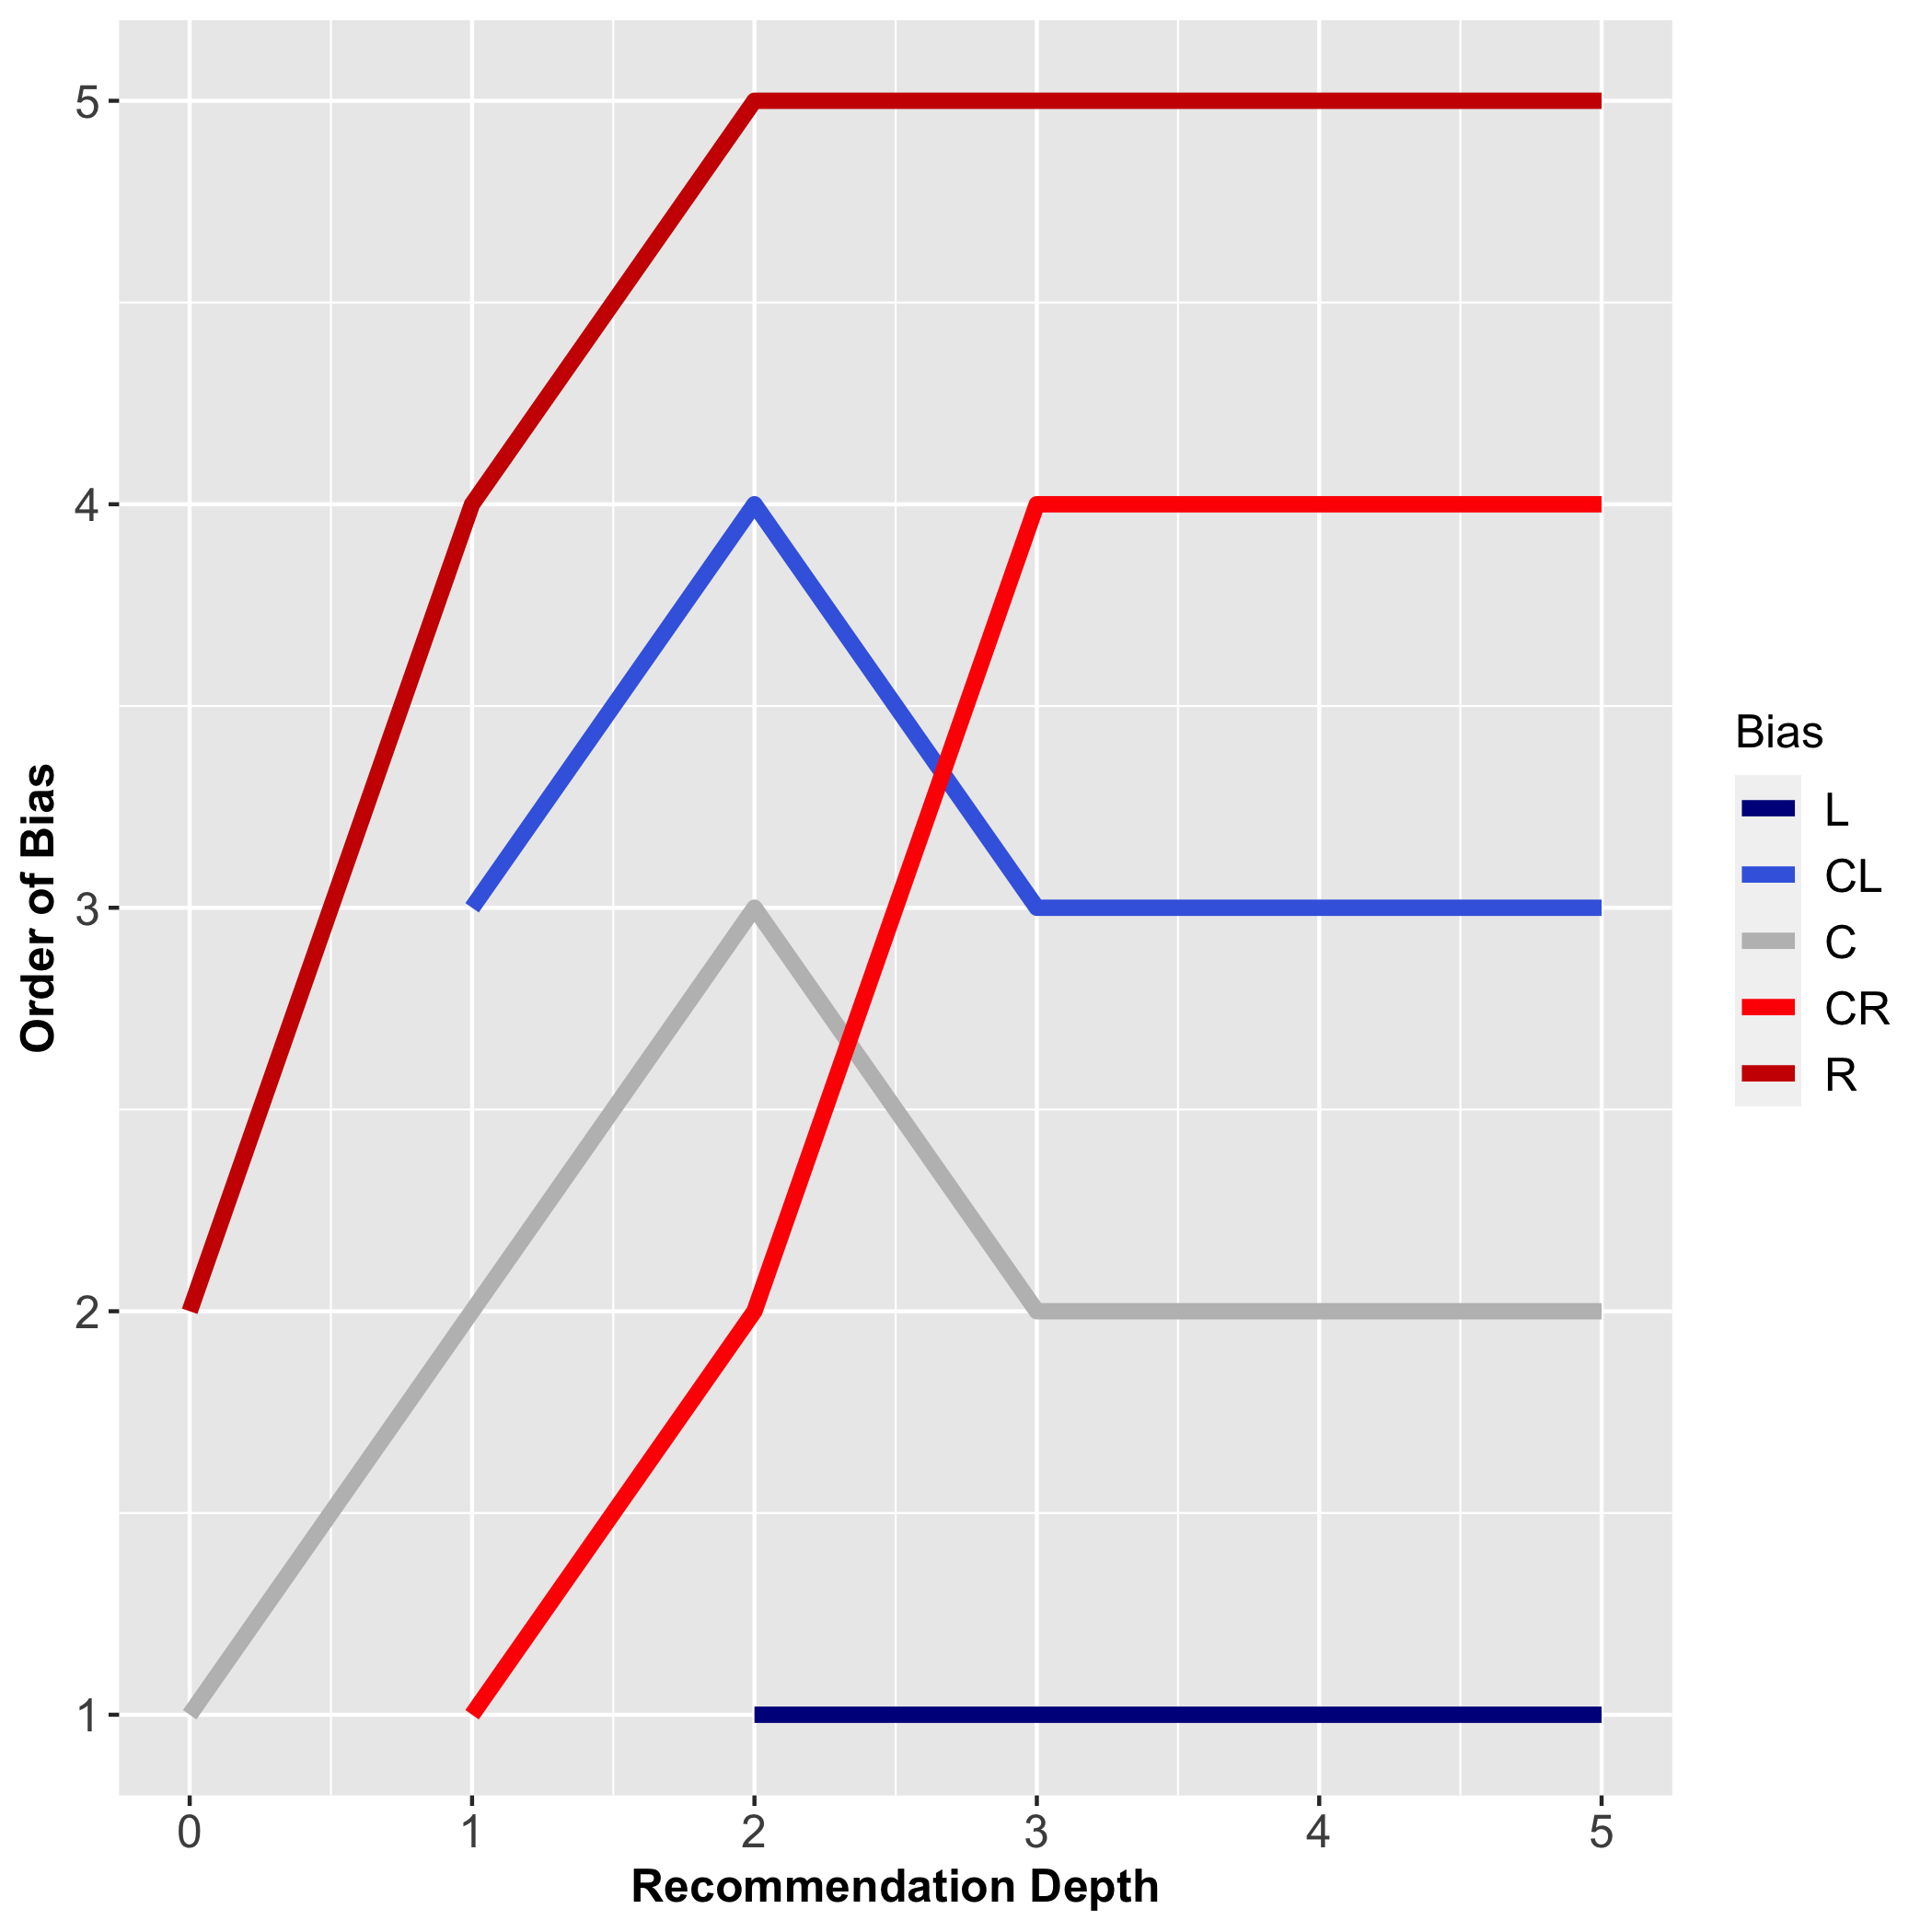 Order of Bias
5
4
3
2
1
0 1 2 3 4 5
Recommendation Depth
Bias
L
CL
C
CR
R